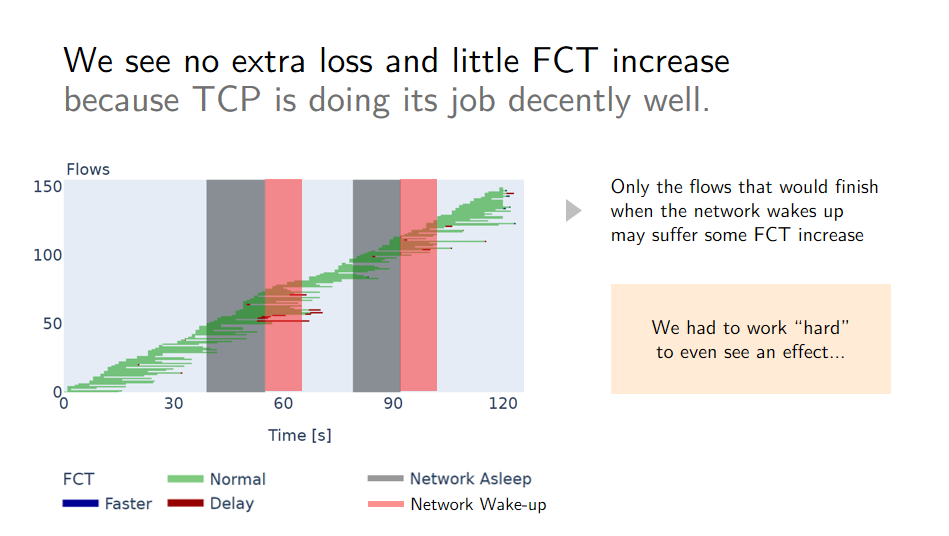 We see no extra loss and little FCT increase
because TCP is doing its job decently well.
Flows
150
100
50
0
0 30 60 90 120
Time [s]
Only the flows that would finish
when the network wakes up
may suffer some FCT increase
We had to work “hard”
to even see an effect...
FCT Normal Network Asleep
Faster Delay Network Wake-up